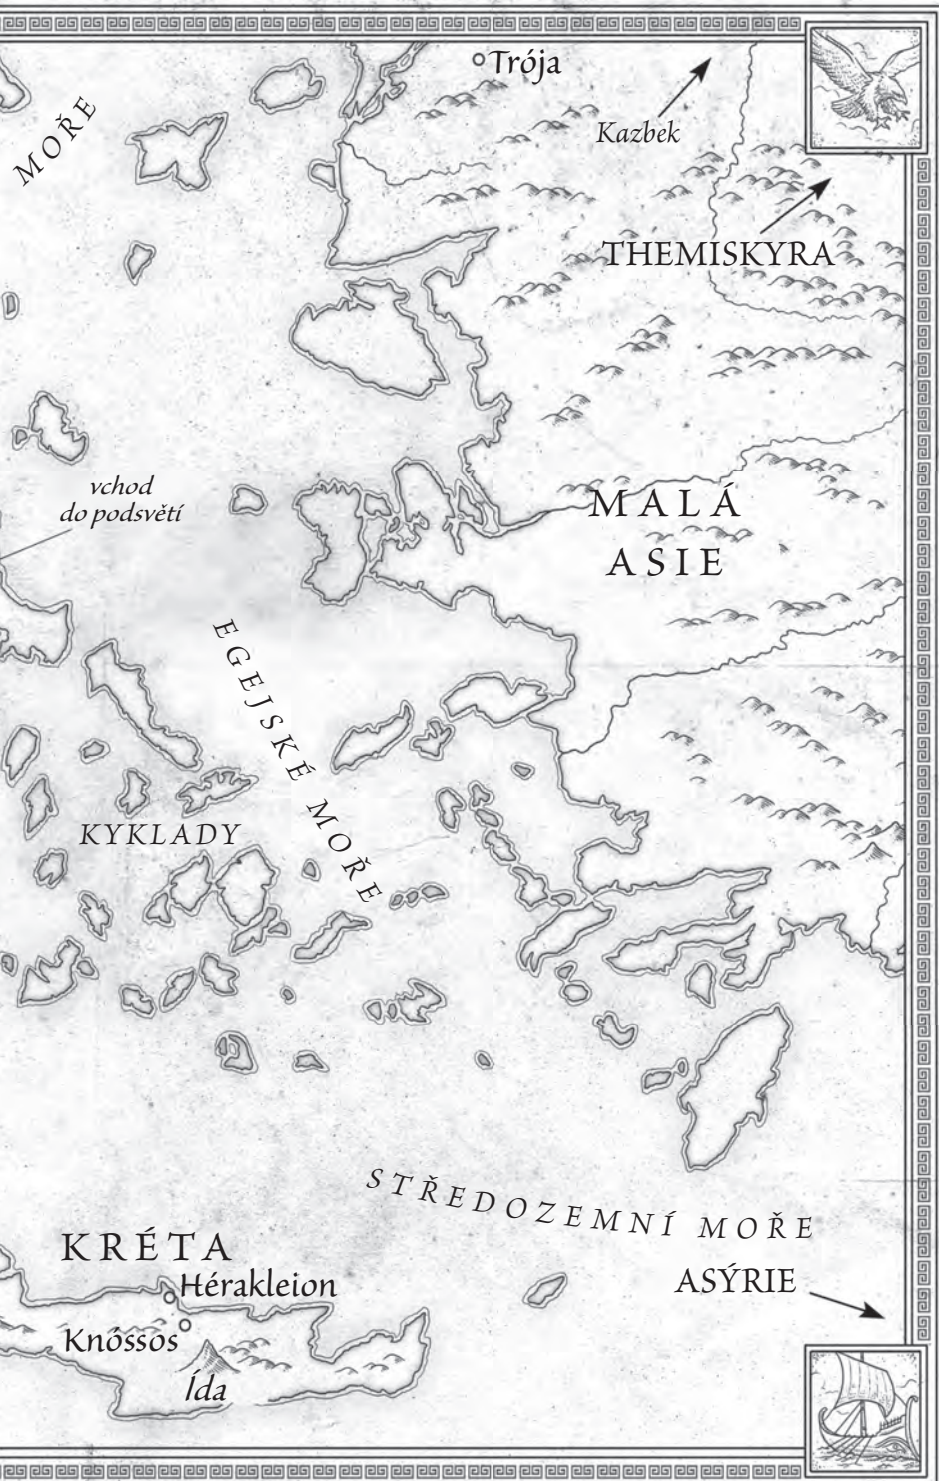 Trója
MOŘE
Kazbek
THEMISKYRA
vchod
do podsvětí
MALÁ
ASIE
EGEJSKÉ MOŘE
KYKLADY
STŘEDOZEMNÍ MOŘE
KRÉTA
ASÝRIE
Hérakleion
Knóssos
Ída